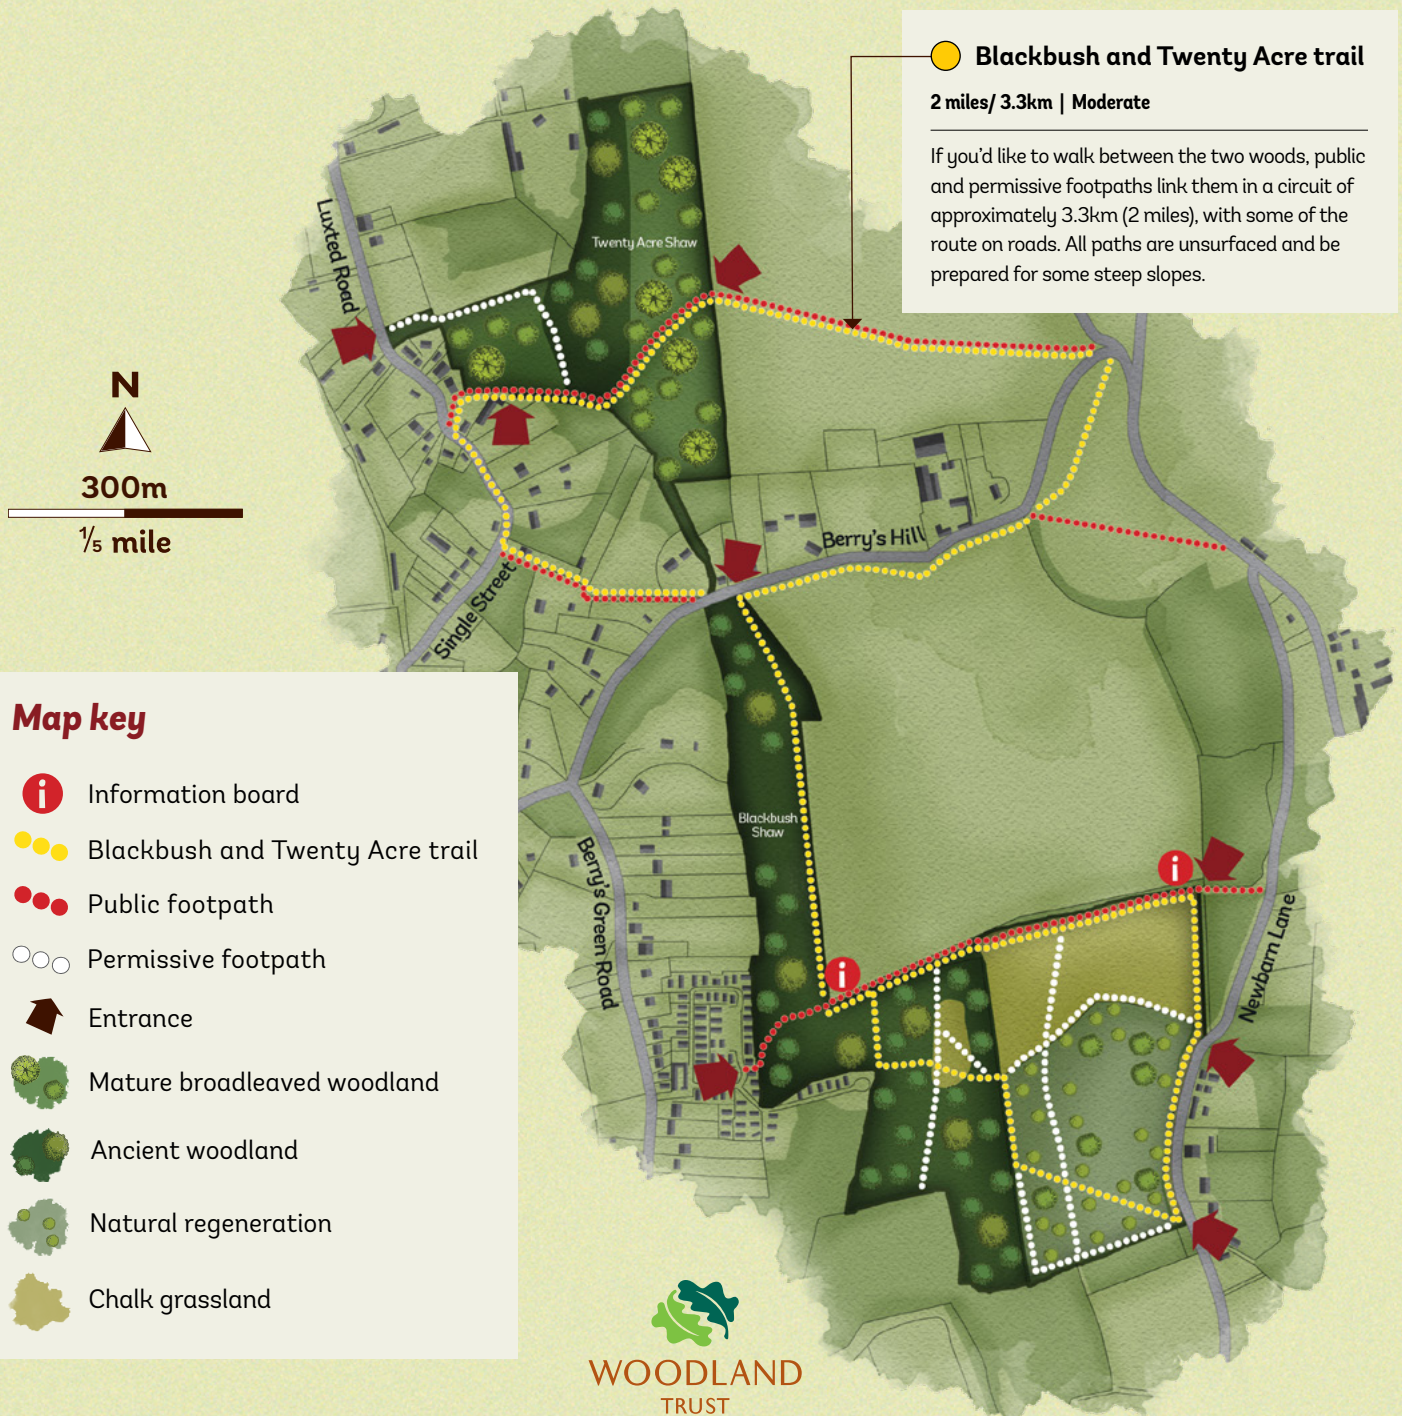 Blackbush and Twenty Acre trail
2 miles/ 3.3km | Moderate
If you'd like to walk between the two woods, public
and permissive footpaths link them in a circuit of
approximately 3.3km (2 miles), with some of the
route on roads. All paths are unsurfaced and be
prepared for some steep slopes.
Luxted Road
Twenty Acre Shaw
N
300m
1/5 mile
Berry's Hill
Single Street
Blackbush
Shaw
Berry's Green Road
i
i
Newbarn Lane
Map key
i Information board
Blackbush and Twenty Acre trail
Public footpath
Permissive footpath
Entrance
Mature broadleaved woodland
Ancient woodland
Natural regeneration
Chalk grassland
WOODLAND
TRUST